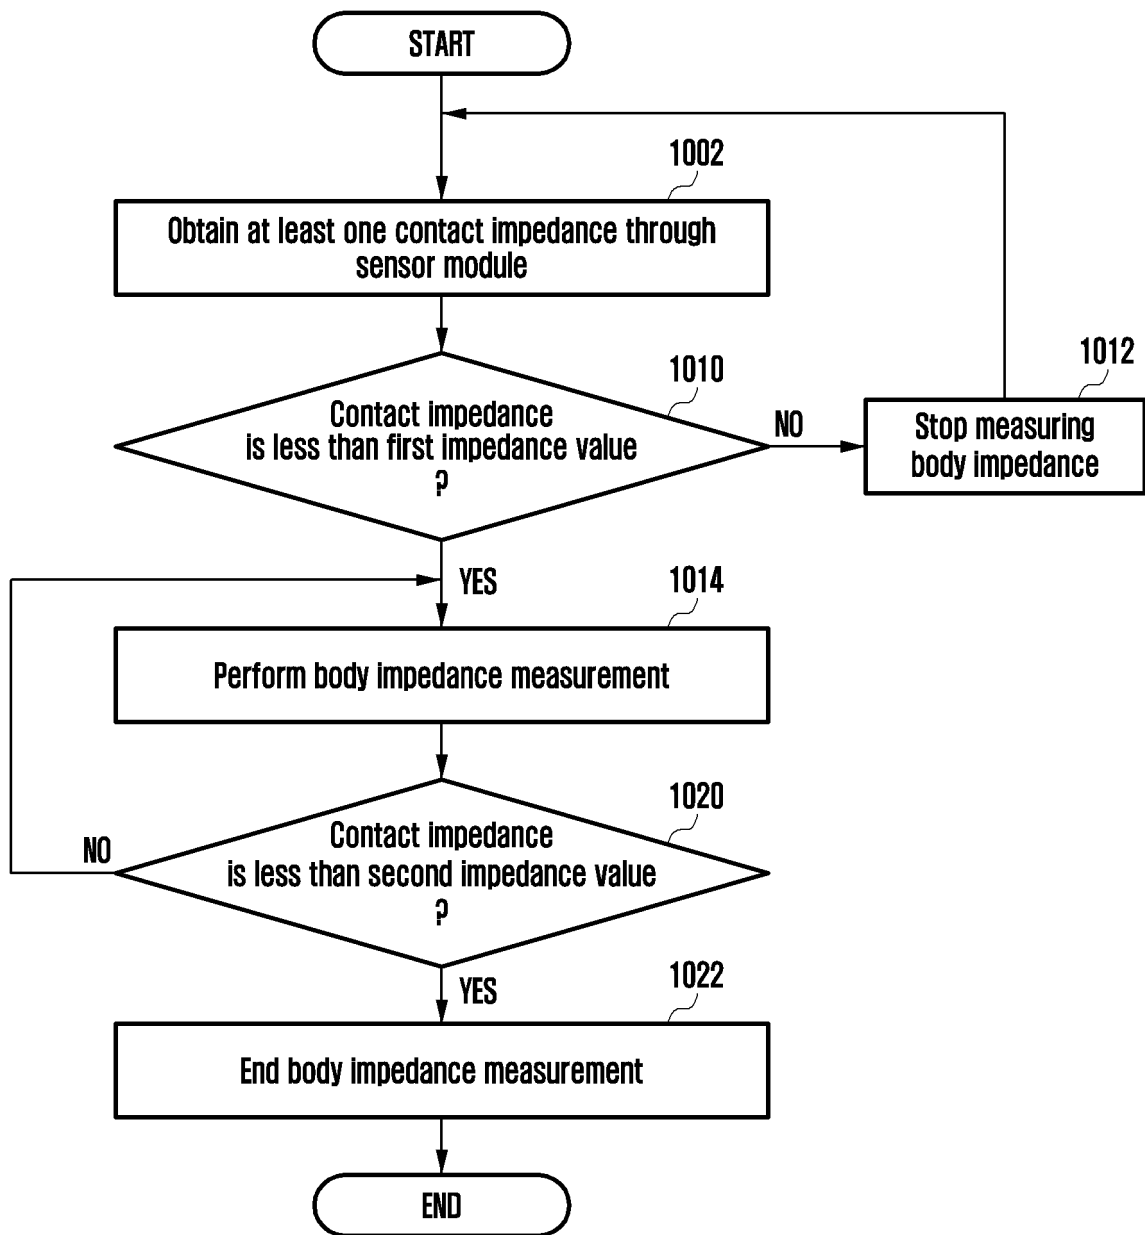 START
1002
Obtain at least one contact impedance through
sensor module
1010
Contact impedance
is less than first impedance value
?
NO
1012
Stop measuring
body impedance
YES
1014
Perform body impedance measurement
1020
Contact impedance
is less than second impedance value
?
NO
YES
1022
End body impedance measurement
END